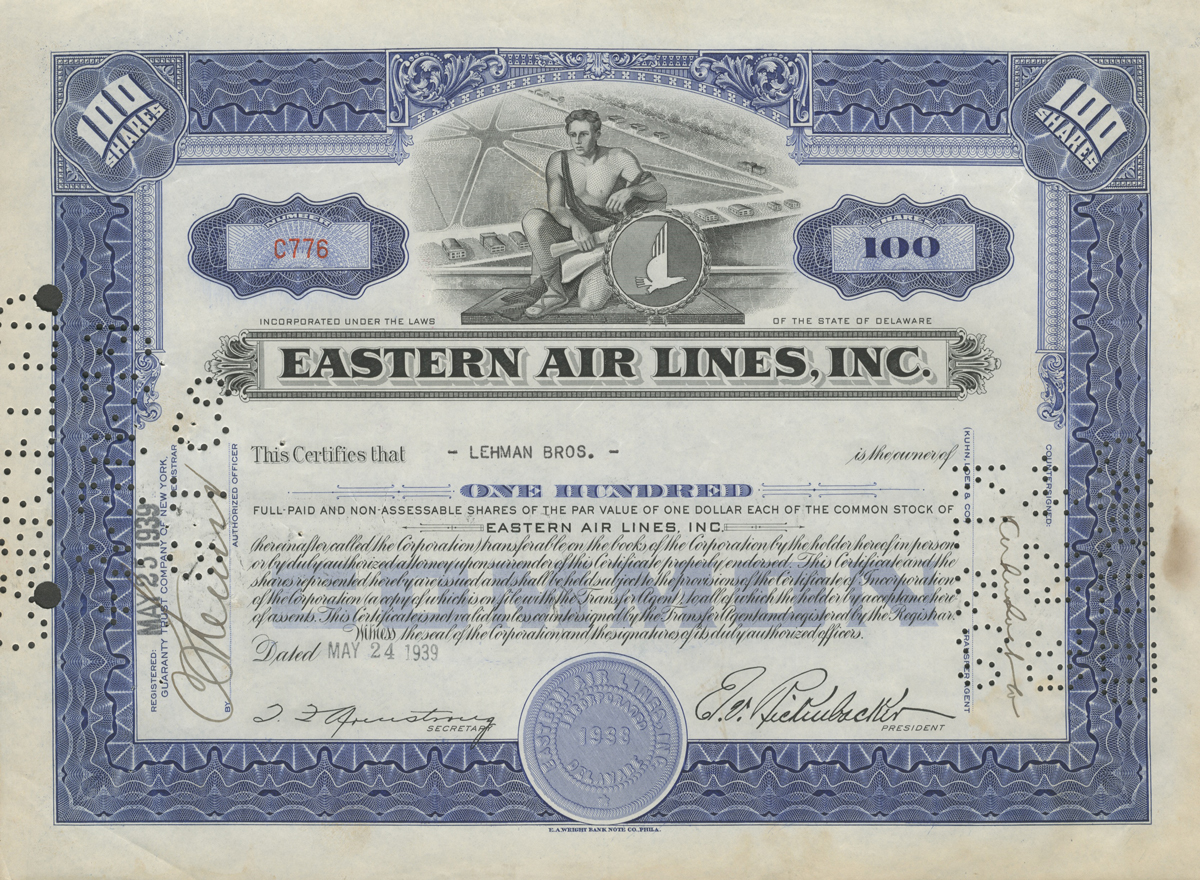 100
SHARES
100
SHARES
NUMBER
C776
SHARES
100
INCORPORATED UNDER THE LAWS
OF THE STATE OF DELAWARE
EASTERN AIR LINES, INC.
This Certifies that - LEHMAN BROS. - is the owner of
ONE HUNDRED
FULL-PAID AND NON-ASSESSABLE SHARES OF THE PAR VALUE OF ONE DOLLAR EACH OF THE COMMON STOCK OF
EASTERN AIR LINES, INC.
(hereinafter called the Corporation) transferable on the books of the Corporation by the holder hereof in person
or by duly authorized attorney upon surrender of this Certificate properly endorsed. This Certificate and the
shares represented hereby are issued and shall be held subject to the provisions of the Certificate of Incorporation
of the Corporation (a copy of which is on file with the Transfer Agent) to all of which the holder by acceptance hereof
assents. This Certificate is not valid unless countersigned by the Transfer Agent and registered by the Registrar.
Witness the seal of the Corporation and the signatures of its duly authorized officers.
COMMON
Dated MAY 24 1939
SECRETARY
E.V. Rickenbacker
PRESIDENT
EASTERN AIR LINES, INC.
INCORPORATED
1938
DELAWARE
REGISTERED:
GUARANTY TRUST COMPANY OF NEW YORK,
REGISTRAR
MAY 25 1939
BY
AUTHORIZED OFFICER
COUNTERSIGNED:
(KUHN, LOEB & CO.)
TRANSFER AGENT
E.A. WRIGHT BANK NOTE CO. PHILA.